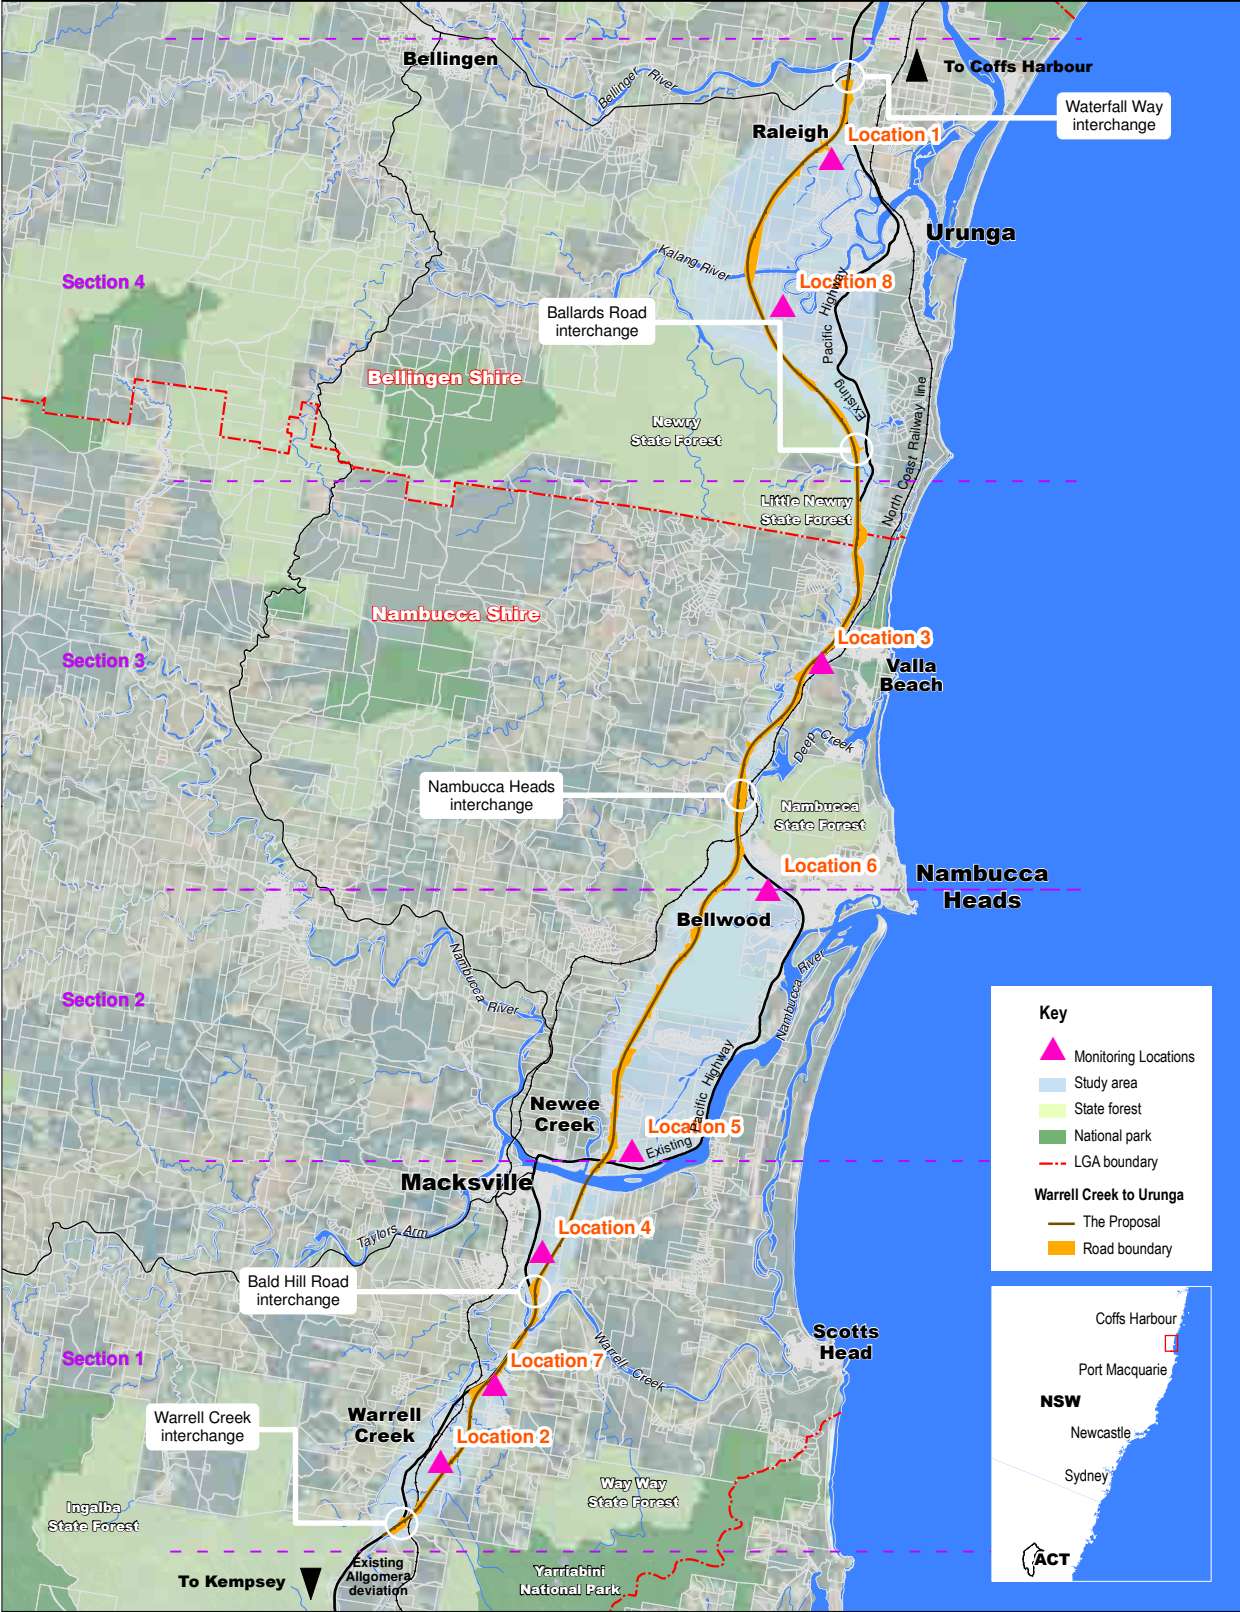 Bellingen
Bellinger River
To Coffs Harbour
Waterfall Way
interchange
Raleigh
Location 1
Urunga
Kalang River
Section 4
Location 8
Ballards Road
interchange
Existing Pacific Highway
Bellingen Shire
Newry
State Forest
North Coast Railway line
Little Newry
State Forest
Nambucca Shire
Location 3
Section 3
Valla
Beach
Deep Creek
Nambucca Heads
interchange
Nambucca
State Forest
Location 6
Nambucca
Heads
Bellwood
Nambucca River
Nambucca River
Section 2
Key
Monitoring Locations
Study area
State forest
National park
LGA boundary
Warrell Creek to Urunga
The Proposal
Road boundary
Newee
Creek
Location 5
Existing Pacific Highway
Macksville
Taylors Arm
Location 4
Bald Hill Road
interchange
Warrell Creek
Scotts
Head
Section 1
Location 7
Warrell Creek
interchange
Warrell
Creek
Location 2
Way Way
State Forest
Ingalba
State Forest
Existing
Allgomera
deviation
To Kempsey
Yarriabini
National Park
Coffs Harbour
Port Macquarie
NSW
Newcastle
Sydney
ACT